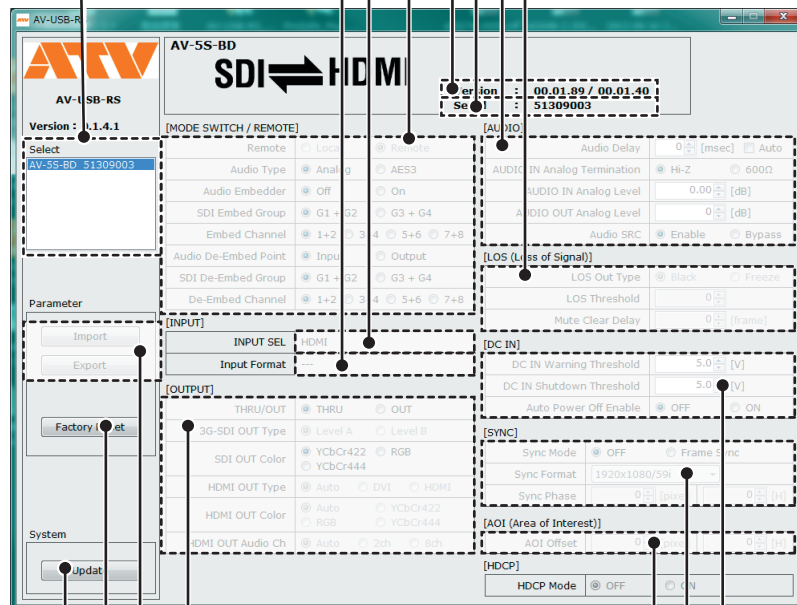 ATV AV-USB-RS
ATV
AV-USB-RS
Version : 0.1.4.1
Select
AV-5S-BD 51309003
Parameter
Import
Export
Factory Reset
System
Update
AV-5S-BD
SDI HDMI
Version : 00.01.89 / 00.01.40
Serial : 51309003
[MODE SWITCH / REMOTE]
Remote Local Remote
Audio Type Analog AES3
Audio Embedder Off On
SDI Embed Group G1 + G2 G3 + G4
Embed Channel 1+2 3+4 5+6 7+8
Audio De-Embed Point Input Output
SDI De-Embed Group G1 + G2 G3 + G4
De-Embed Channel 1+2 3+4 5+6 7+8
[INPUT]
INPUT SEL HDMI
Input Format ---
[OUTPUT]
THRU/OUT THRU OUT
3G-SDI OUT Type Level A Level B
SDI OUT Color YCbCr422 RGB
YCbCr444
HDMI OUT Type Auto DVI HDMI
HDMI OUT Color Auto YCbCr422
RGB YCbCr444
HDMI OUT Audio Ch Auto 2ch 8ch
[AUDIO]
Audio Delay 0 [msec] Auto
AUDIO IN Analog Termination Hi-Z 600Ω
AUDIO IN Analog Level 0.00 [dB]
AUDIO OUT Analog Level 0 [dB]
Audio SRC Enable Bypass
[LOS (Loss of Signal)]
LOS Out Type Black Freeze
LOS Threshold 0
Mute Clear Delay 0 [frame]
[DC IN]
DC IN Warning Threshold 5.0 [V]
DC IN Shutdown Threshold 5.0 [V]
Auto Power Off Enable OFF ON
[SYNC]
Sync Mode OFF Frame Sync
Sync Format 1920x1080/59i
Sync Phase 0 [pixel] 0 [H]
[AOI (Area of Interest)]
AOI Offset 0 [pixel] 0 [H]
[HDCP]
HDCP Mode OFF ON